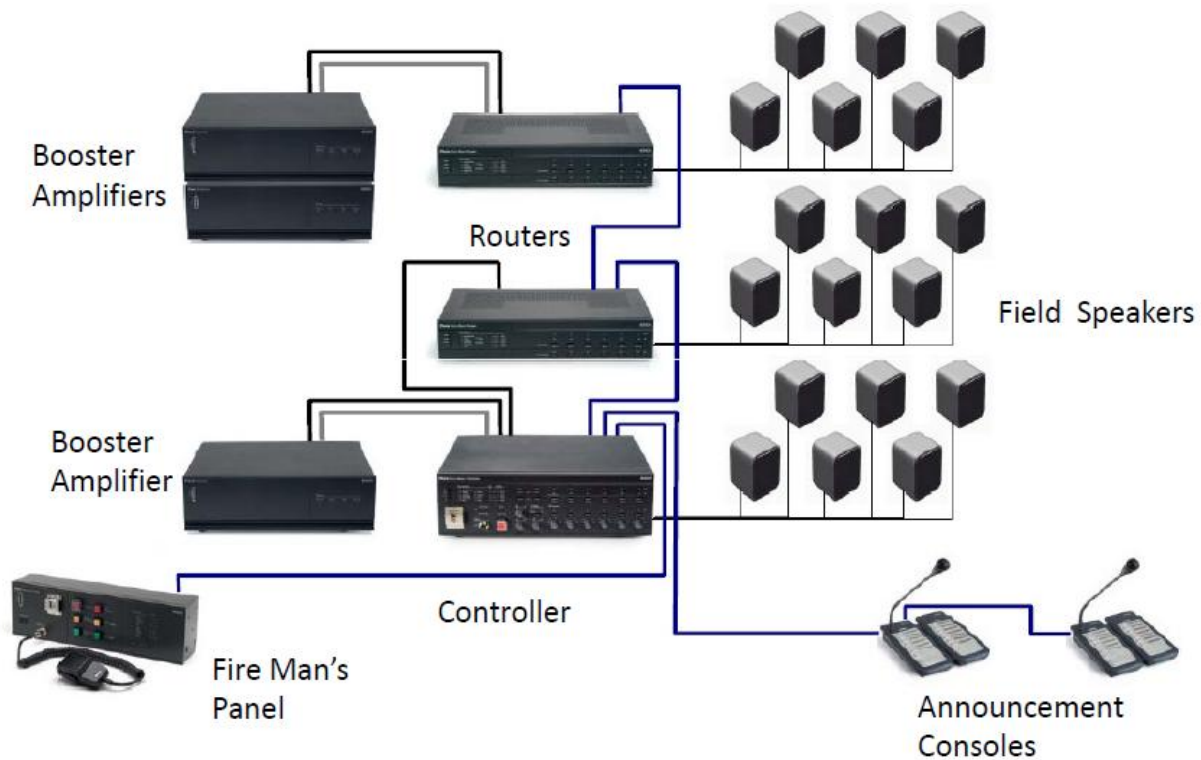 Booster
Amplifiers
Routers
Field Speakers
Booster
Amplifier
Controller
Fire Man's
Panel
Announcement
Consoles